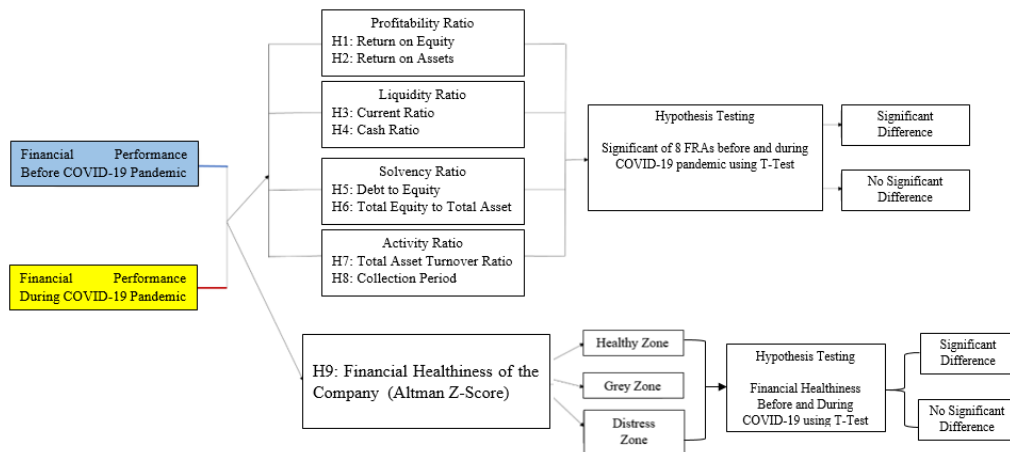 Financial Performance
Before COVID-19 Pandemic
Financial Performance
During COVID-19 Pandemic
Profitability Ratio
H1: Return on Equity
H2: Return on Assets
Liquidity Ratio
H3: Current Ratio
H4: Cash Ratio
Solvency Ratio
H5: Debt to Equity
H6: Total Equity to Total Asset
Activity Ratio
H7: Total Asset Turnover Ratio
H8: Collection Period
Hypothesis Testing
Significant of 8 FRAs before and during
COVID-19 pandemic using T-Test
Significant
Difference
No Significant
Difference
H9: Financial Healthiness of the
Company (Altman Z-Score)
Healthy Zone
Grey Zone
Distress
Zone
Hypothesis Testing
Financial Healthiness
Before and During
COVID-19 using T-Test
Significant
Difference
No Significant
Difference